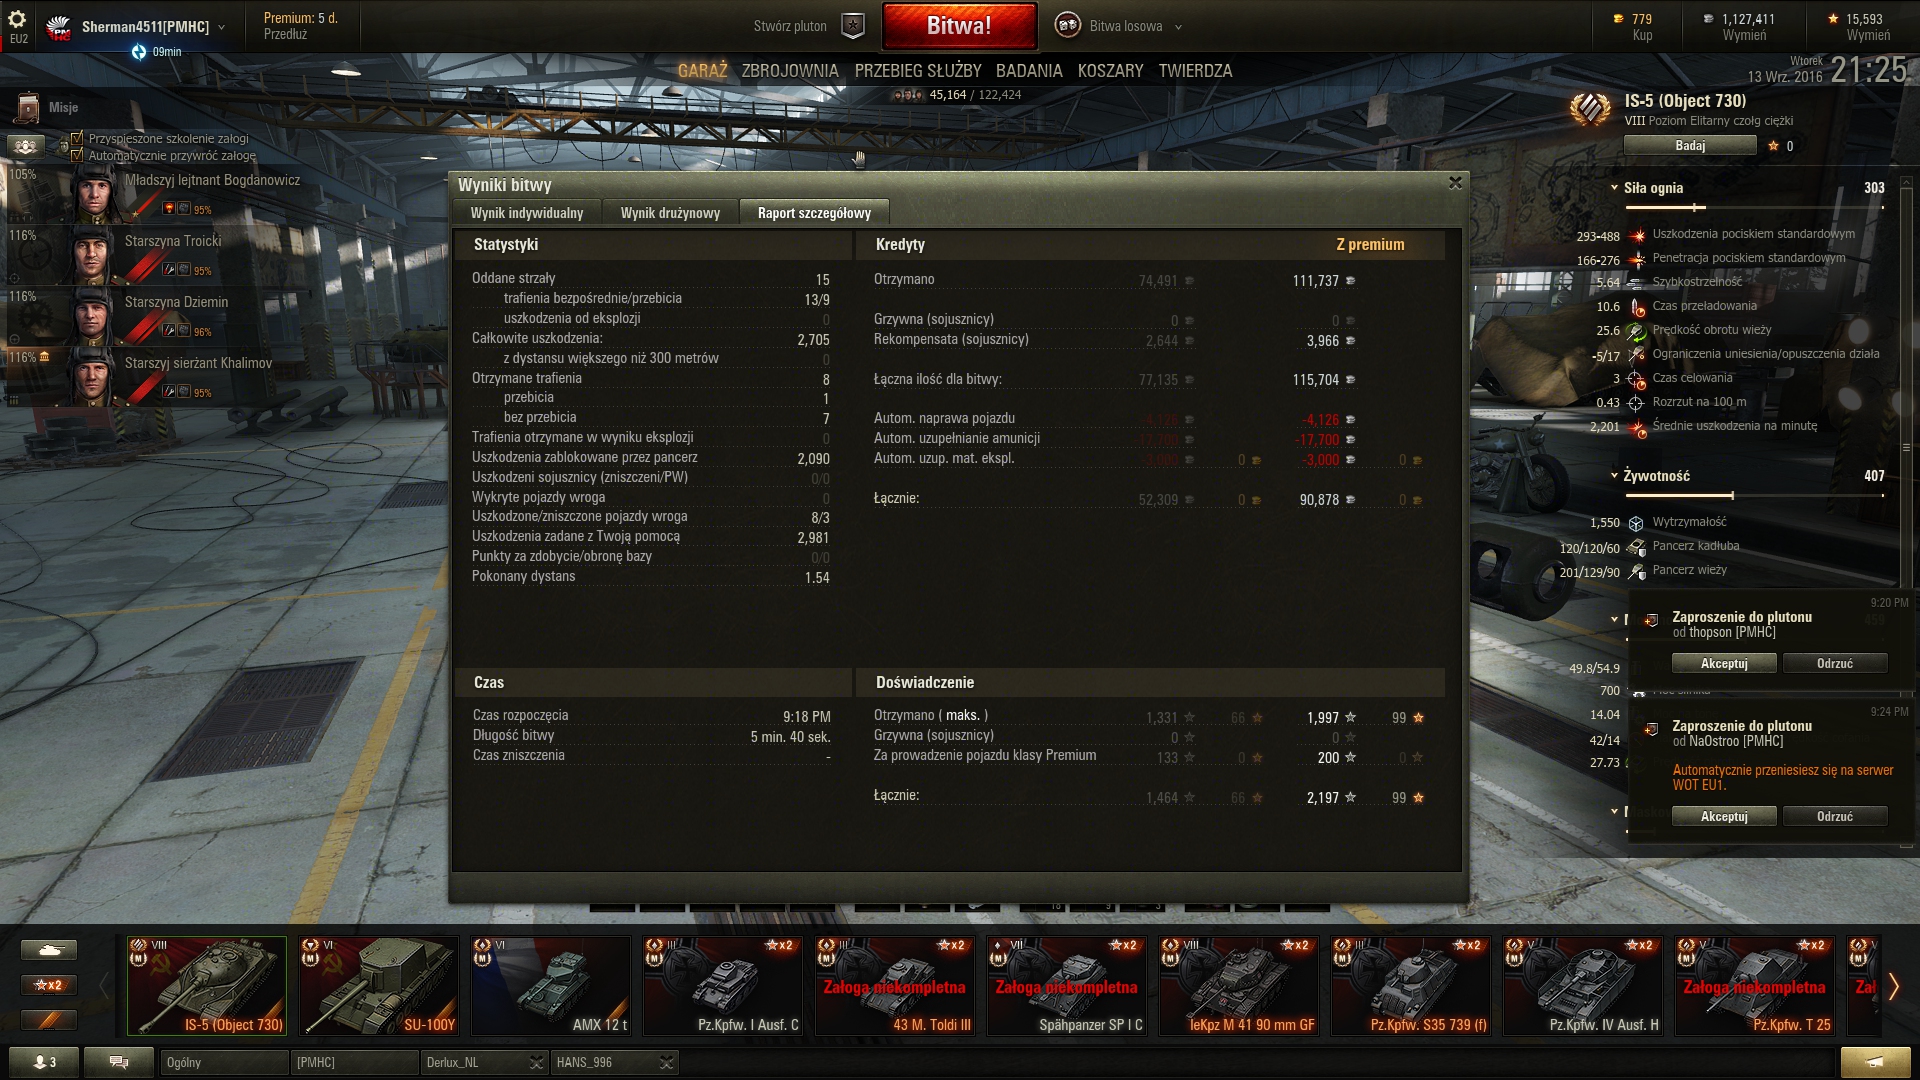 EU2
Sherman4511[PMHC]
09min
Premium: 5 d.
Przedłuż
Stwórz pluton
Bitwa!
Bitwa losowa
779
Kup
1,127,411
Wymień
15,593
Wymień
GARAŻ ZBROJOWNIA PRZEBIEG SŁUŻBY BADANIA KOSZARY TWIERDZA
45,164 / 122,424
Wtorek
13 Wrz. 2016
21:25
Misje
Przyspieszone szkolenie załogi
Automatycznie przywróć załogę
105%
Młodszyj lejtnant Bogdanowicz
95%
116%
Starszyna Troicki
95%
116%
Starszyna Dziemin
96%
116%
Starszyj sierżant Khalimov
95%
IS-5 (Object 730)
VIII Poziom Elitarny czołg ciężki
Badaj
0
Siła ognia 303
293-488 Uszkodzenia pociskiem standardowym
166-276 Penetracja pociskiem standardowym
5.64 Szybkostrzelność
10.6 Czas przeładowania
25.6 Prędkość obrotu wieży
-5/17 Ograniczenia uniesienia/opuszczenia działa
3 Czas celowania
0.43 Rozrzut na 100 m
2,201 Średnie uszkodzenia na minutę
Żywotność 407
1,550 Wytrzymałość
120/120/60 Pancerz kadłuba
201/129/90 Pancerz wieży
49.8/54.9
700
14.04
42/14
27.73
9:20 PM
Zaproszenie do plutonu
od thopson [PMHC]
Akceptuj Odrzuć
9:24 PM
Zaproszenie do plutonu
od NaOstroo [PMHC]
Automatycznie przeniesiesz się na serwer
WOT EU1.
Akceptuj Odrzuć
Wyniki bitwy
Wynik indywidualny Wynik drużynowy Raport szczegółowy
Statystyki
Oddane strzały 15
trafienia bezpośrednie/przebicia 13/9
uszkodzenia od eksplozji 0
Całkowite uszkodzenia: 2,705
z dystansu większego niż 300 metrów 0
Otrzymane trafienia 8
przebicia 1
bez przebicia 7
Trafienia otrzymane w wyniku eksplozji 0
Uszkodzenia zablokowane przez pancerz 2,090
Uszkodzeni sojusznicy (zniszczeni/PW) 0/0
Wykryte pojazdy wroga 0
Uszkodzone/zniszczone pojazdy wroga 8/3
Uszkodzenia zadane z Twoją pomocą 2,981
Punkty za zdobycie/obronę bazy 0/0
Pokonany dystans 1.54
Kredyty Z premium
Otrzymano 74,491 111,737
Grzywna (sojusznicy) 0 0
Rekompensata (sojusznicy) 2,644 3,966
Łączna ilość dla bitwy: 77,135 115,704
Autom. naprawa pojazdu -4,126 -4,126
Autom. uzupełnianie amunicji -17,700 -17,700
Autom. uzup. mat. ekspl. -3,000 0 -3,000 0
Łącznie: 52,309 0 90,878 0
Czas
Czas rozpoczęcia 9:18 PM
Długość bitwy 5 min. 40 sek.
Czas zniszczenia -
Doświadczenie
Otrzymano ( maks. ) 1,331 66 1,997 99
Grzywna (sojusznicy) 0 0
Za prowadzenie pojazdu klasy Premium 133 0 200 0
Łącznie: 1,464 66 2,197 99
18 9 3
x2
VIII
M
IS-5 (Object 730)
VI
M
SU-100Y
VI
M
AMX 12 t
III
M
x2
Pz.Kpfw. I Ausf. C
III
M
x2
Załoga niekompletna
43 M. Toldi III
VII
M
x2
Załoga niekompletna
Spähpanzer SP I C
VIII
M
x2
leKpz M 41 90 mm GF
III
M
x2
Pz.Kpfw. S35 739 (f)
V
M
x2
Pz.Kpfw. IV Ausf. H
V
M
x2
Załoga niekompletna
Pz.Kpfw. T 25
V
M
Zał
3
Ogólny
[PMHC]
Derlux_NL
HANS_996